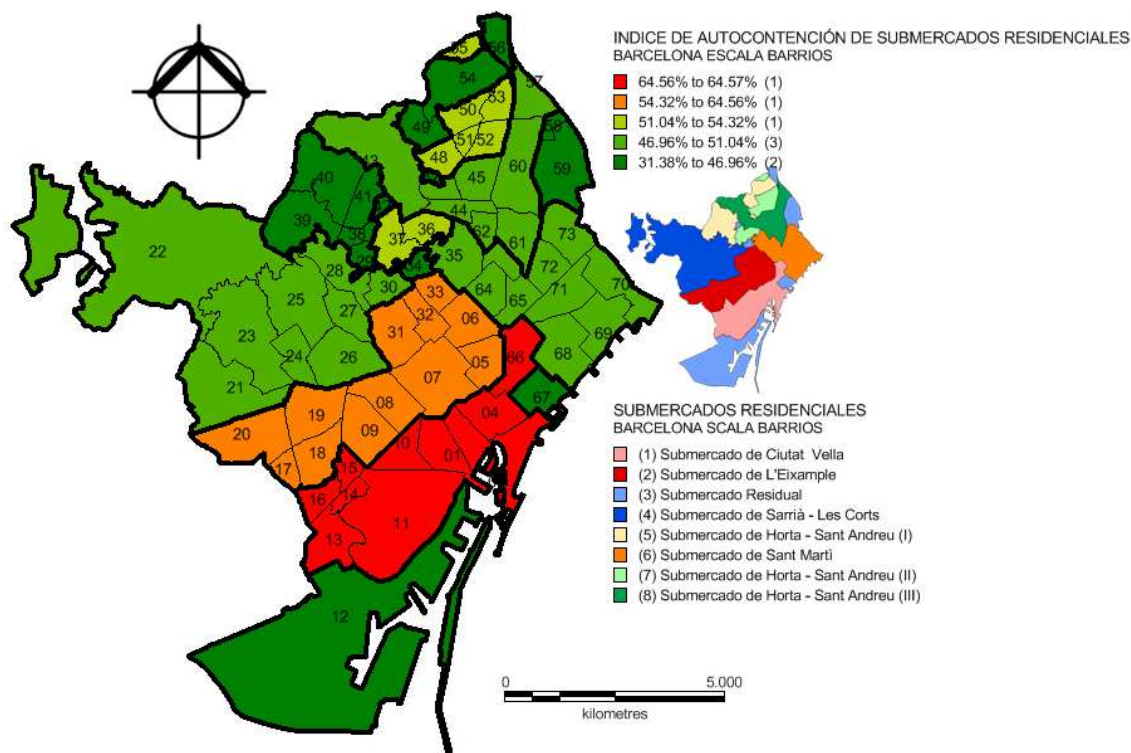 INDICE DE AUTOCONTENCIÓN DE SUBMERCADOS RESIDENCIALES
BARCELONA ESCALA BARRIOS
64.56% to 64.57% (1)
54.32% to 64.56% (1)
51.04% to 54.32% (1)
46.96% to 51.04% (3)
31.38% to 46.96% (2)
SUBMERCADOS RESIDENCIALES
BARCELONA SCALA BARRIOS
(1) Submercado de Ciutat Vella
(2) Submercado de L'Eixample
(3) Submercado Residual
(4) Submercado de Sarrià - Les Corts
(5) Submercado de Horta - Sant Andreu (I)
(6) Submercado de Sant Martì
(7) Submercado de Horta - Sant Andreu (II)
(8) Submercado de Horta - Sant Andreu (III)
55 56
54 57
50 53
49 58
51 52
48 60 59
43
40 45
41
39 44
38 37 36 62 61 73
22
28 35 72
30 64 65 71 70
25 27 33
32 06 69
23 31
24 26 05 66 68
21 07 67
08
19 04
20 09
18 10 01
17 15
16 14
11
13
12
0 5.000
kilometres